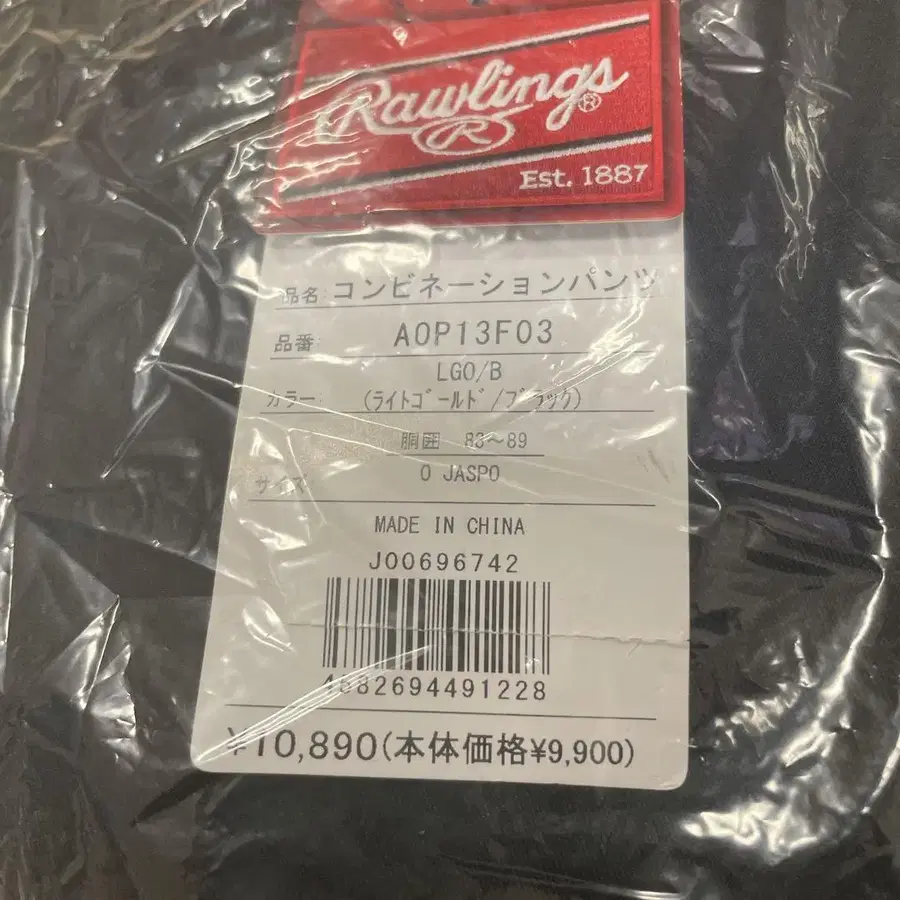 Rawlings®
R
Est. 1887
品名: コンビネーションパンツ
品番: AOP13F03
LGO/B
カラー: (ライトゴールド/ブラック)
胴囲 83～89
サイズ O JASPO
MADE IN CHINA
J00696742
4582694491228
¥10,890(本体価格¥9,900)